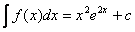 ∫ f(x)dx = x²e²ˣ + c